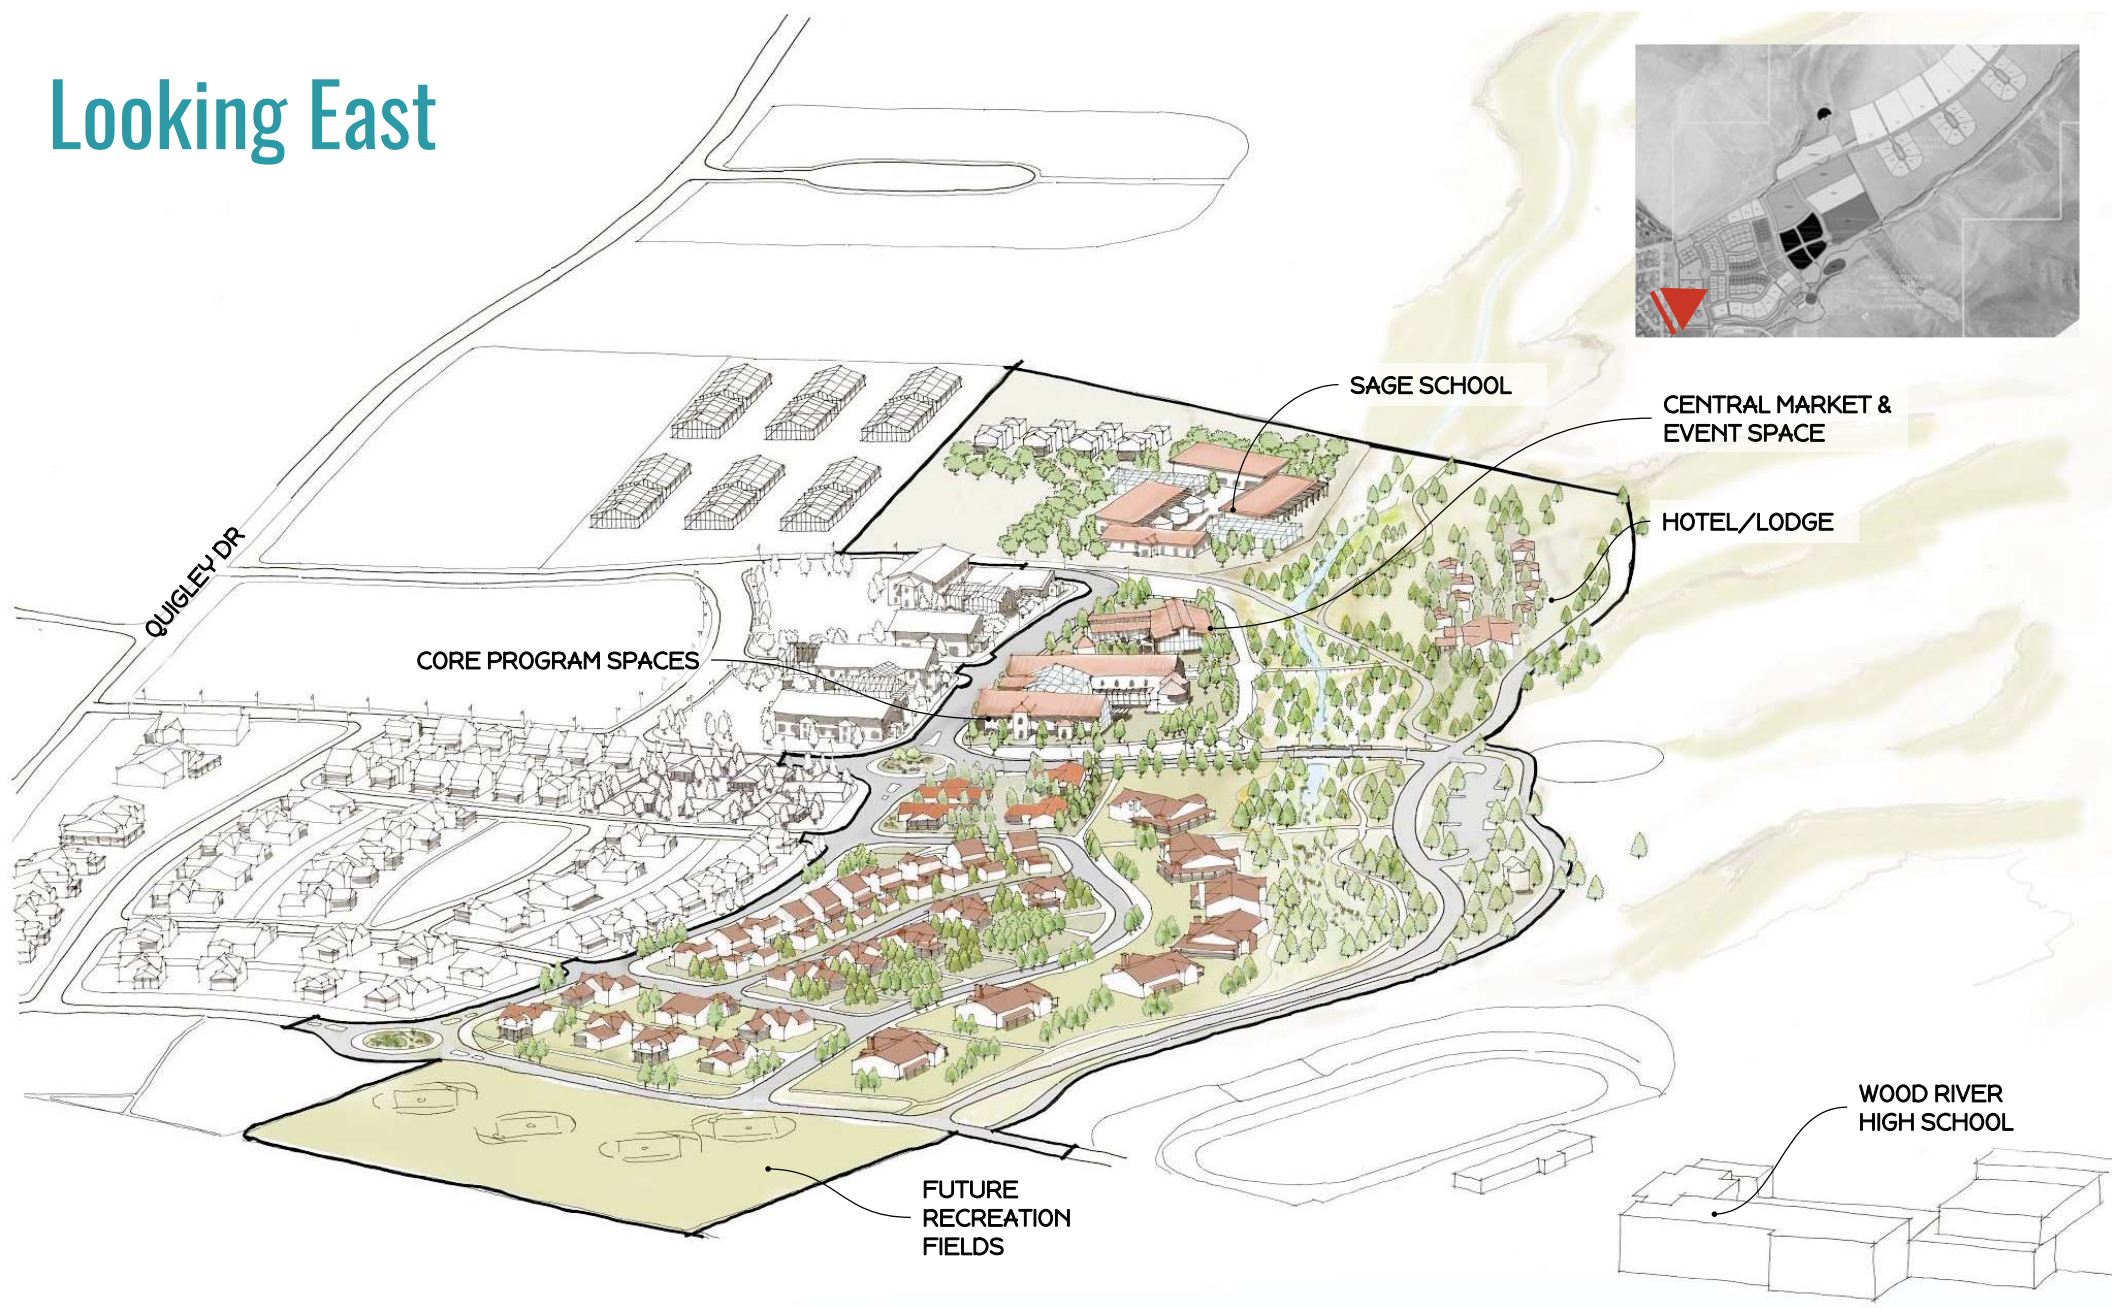 Looking East
SAGE SCHOOL
CENTRAL MARKET &
EVENT SPACE
HOTEL/LODGE
QUIGLEY DR
CORE PROGRAM SPACES
WOOD RIVER
HIGH SCHOOL
FUTURE
RECREATION
FIELDS